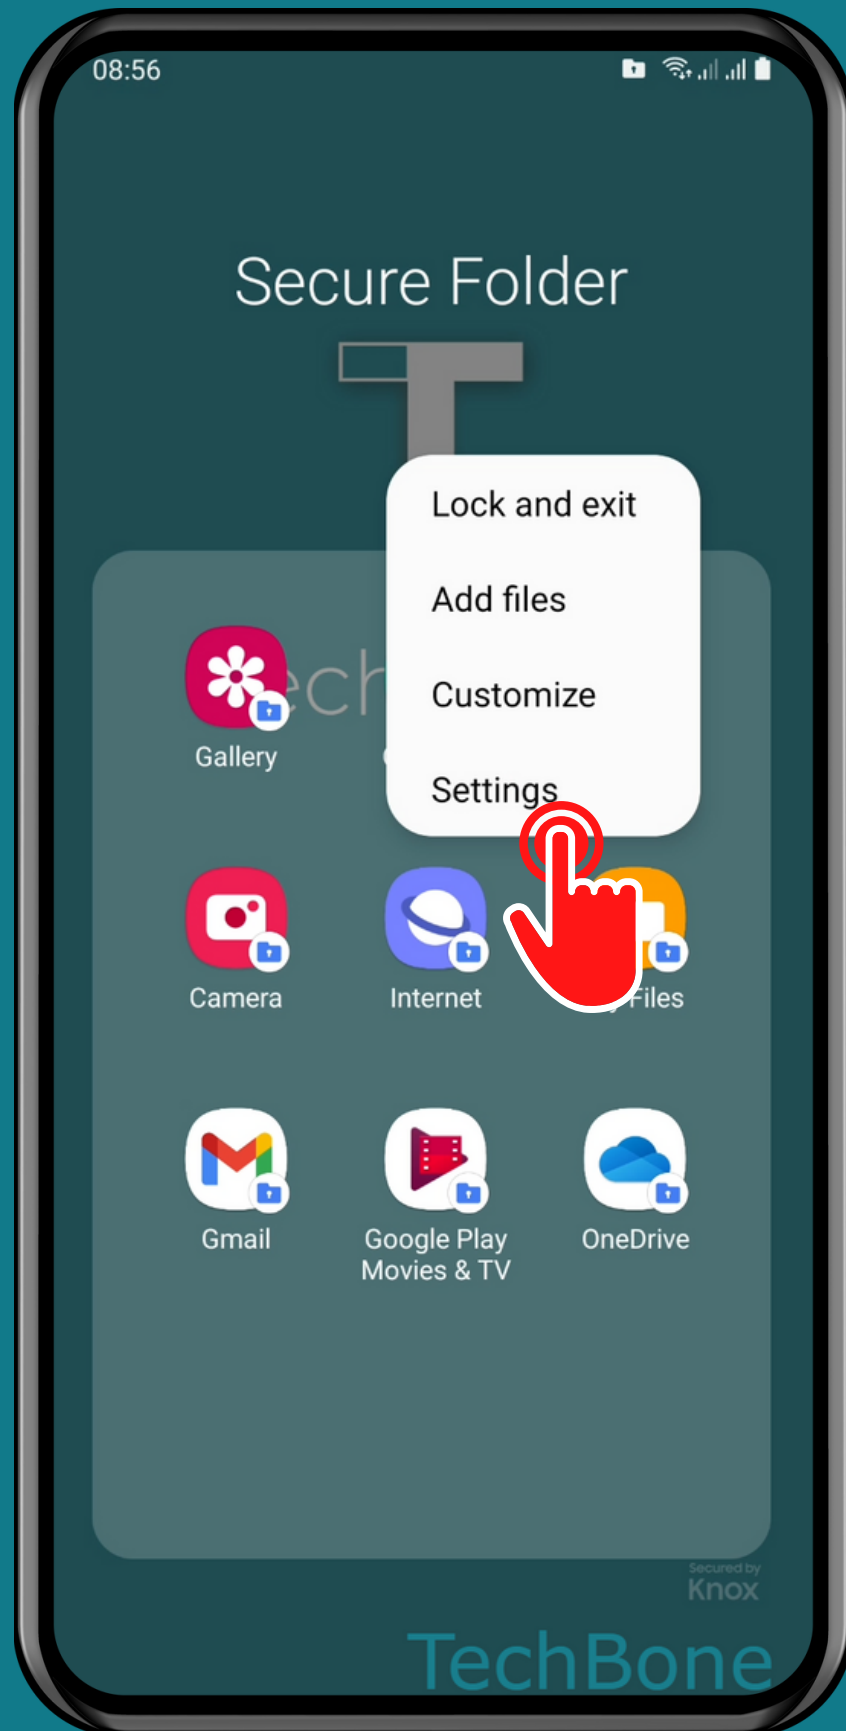 08:56
Secure Folder
Lock and exit
Add files
Customize
Settings
Gallery
Camera
Internet
Files
Gmail
Google Play
Movies & TV
OneDrive
Secured by
Knox
TechBone